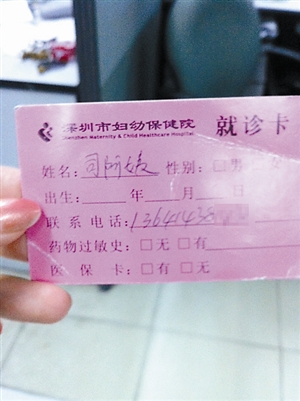 深圳市妇幼保健院 就诊卡
Shenzhen Maternity & Child Healthcare Hospital
姓名: 性别: □男
出生: 年 月 日
联系电话: 1364143
药物过敏史: □无 □有
医保卡: □有 □无